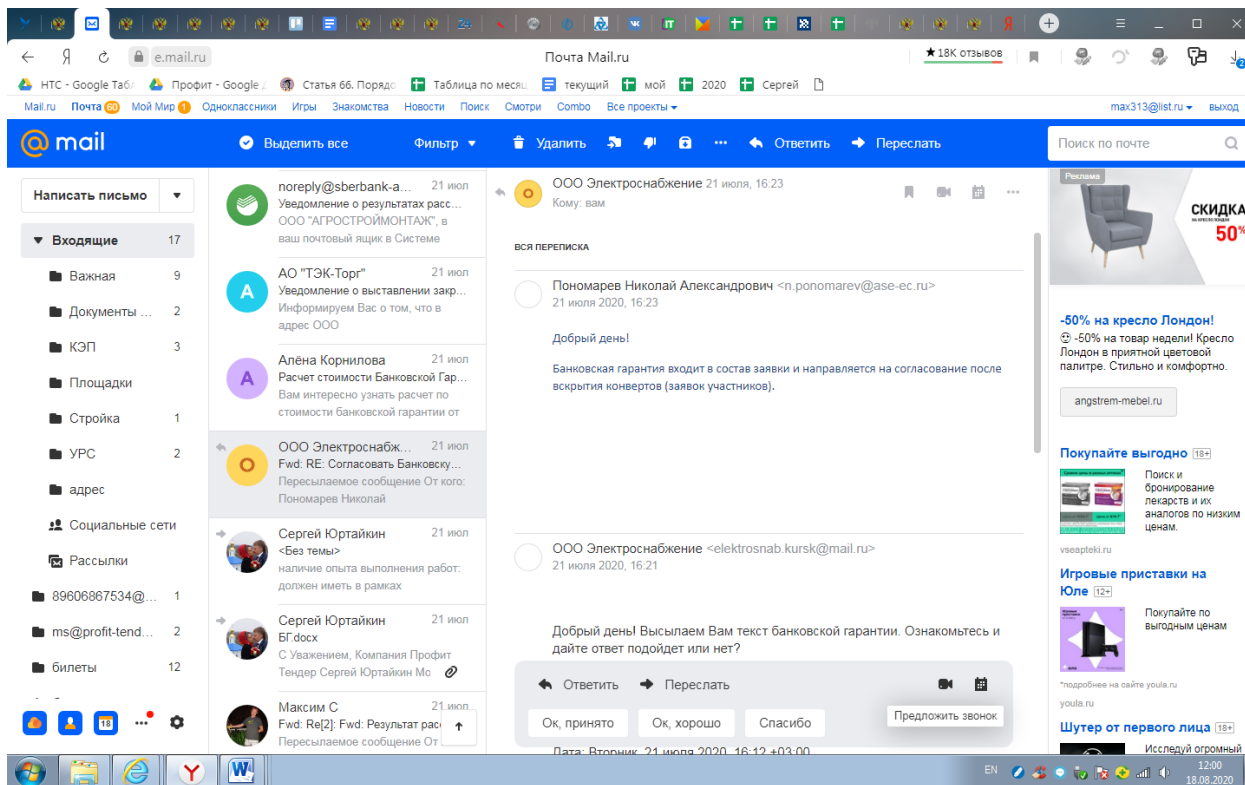 24
← Я e.mail.ru Почта Mail.ru ★18K отзывов
НТС - Google Таб Профит - Google Статья 66. Порядо Таблица по месяц текущий мой 2020 Сергей
Mail.ru Почта 60 Мой Мир 1 Одноклассники Игры Знакомства Новости Поиск Смотри Combo Все проекты max313@list.ru выход
@ mail Выделить все Фильтр Удалить ... Ответить Переслать Поиск по почте
Написать письмо
Входящие 17
Важная 9
Документы ... 2
КЭП 3
Площадки
Стройка 1
УРС 2
адрес
Социальные сети
Рассылки
89606867534@... 1
ms@profit-tend... 2
билеты 12
18 ...
noreply@sberbank-a... 21 июл
Уведомление о результатах расс...
ООО "АГРОСТРОЙМОНТАЖ", в
ваш почтовый ящик в Системе
А
АО "ТЭК-Торг" 21 июл
Уведомление о выставлении закр...
Информируем Вас о том, что в
адрес ООО
А
Алёна Корнилова 21 июл
Расчет стоимости Банковской Гар...
Вам интересно узнать расчет по
стоимости банковской гарантии от
О
ООО Электроснабж... 21 июл
Fwd: RE: Согласовать Банковску...
Пересылаемое сообщение От кого:
Пономарев Николай
Сергей Юртайкин 21 июл
<Без темы>
наличие опыта выполнения работ:
должен иметь в рамках
Сергей Юртайкин 21 июл
БГ.docx
С Уважением, Компания Профит
Тендер Сергей Юртайкин Мо
Максим С 21 июл
Fwd: Re[2]: Fwd: Результат рас
Пересылаемое сообщение От
О
ООО Электроснабжение 21 июля, 16:23
Кому: вам
ВСЯ ПЕРЕПИСКА
Пономарев Николай Александрович <n.ponomarev@ase-ec.ru>
21 июля 2020, 16:23
Добрый день!
Банковская гарантия входит в состав заявки и направляется на согласование после
вскрытия конвертов (заявок участников).
ООО Электроснабжение <elektrosnab.kursk@mail.ru>
21 июля 2020, 16:21
Добрый день! Высылаем Вам текст банковской гарантии. Ознакомьтесь и
дайте ответ подойдет или нет?
Ответить Переслать
Ок, принято Ок, хорошо Спасибо
Предложить звонок
Дата: Вторник, 21 июля 2020, 16:12 +03:00
Реклама
СКИДКА
50%
-50% на кресло Лондон!
-50% на товар недели! Кресло
Лондон в приятной цветовой
палитре. Стильно и комфортно.
angstrem-mebel.ru
Покупайте выгодно 18+
Поиск и
бронирование
лекарств и их
аналогов по низким
ценам.
vseapteki.ru
Игровые приставки на
Юле 12+
Покупайте по
выгодным ценам
*подробнее на сайте youla.ru
youla.ru
Шутер от первого лица 18+
Исследуй огромный
EN 12:00
18.08.2020